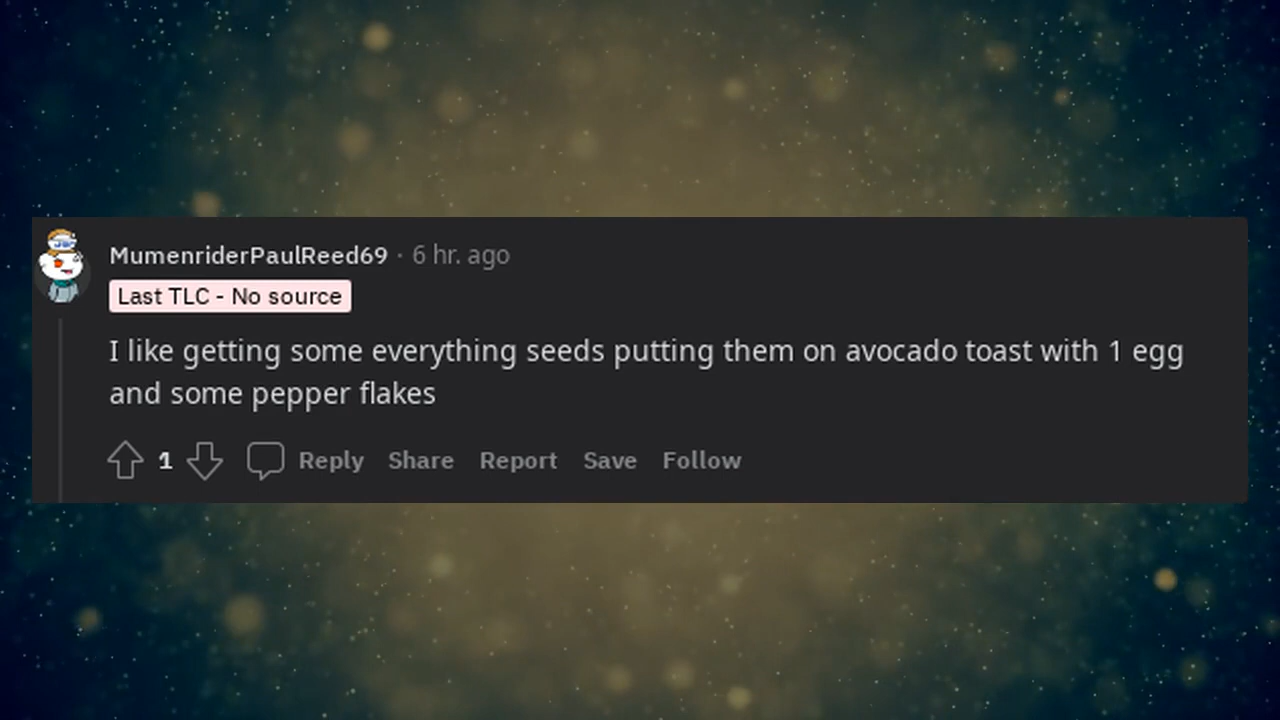 MumenriderPaulReed69 · 6 hr. ago
Last TLC - No source
I like getting some everything seeds putting them on avocado toast with 1 egg
and some pepper flakes
1 Reply Share Report Save Follow